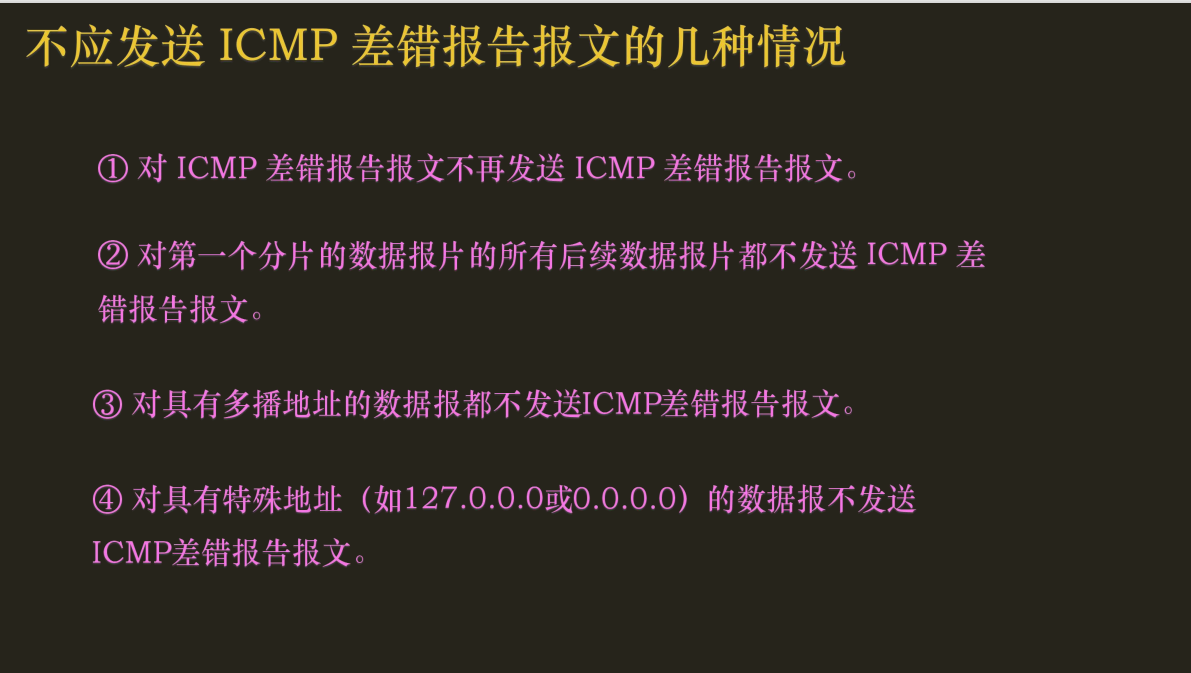 不应发送 ICMP 差错报告报文的几种情况
① 对 ICMP 差错报告报文不再发送 ICMP 差错报告报文。
② 对第一个分片的数据报片的所有后续数据报片都不发送 ICMP 差
错报告报文。
③ 对具有多播地址的数据报都不发送ICMP差错报告报文。
④ 对具有特殊地址（如127.0.0.0或0.0.0.0）的数据报不发送
ICMP差错报告报文。